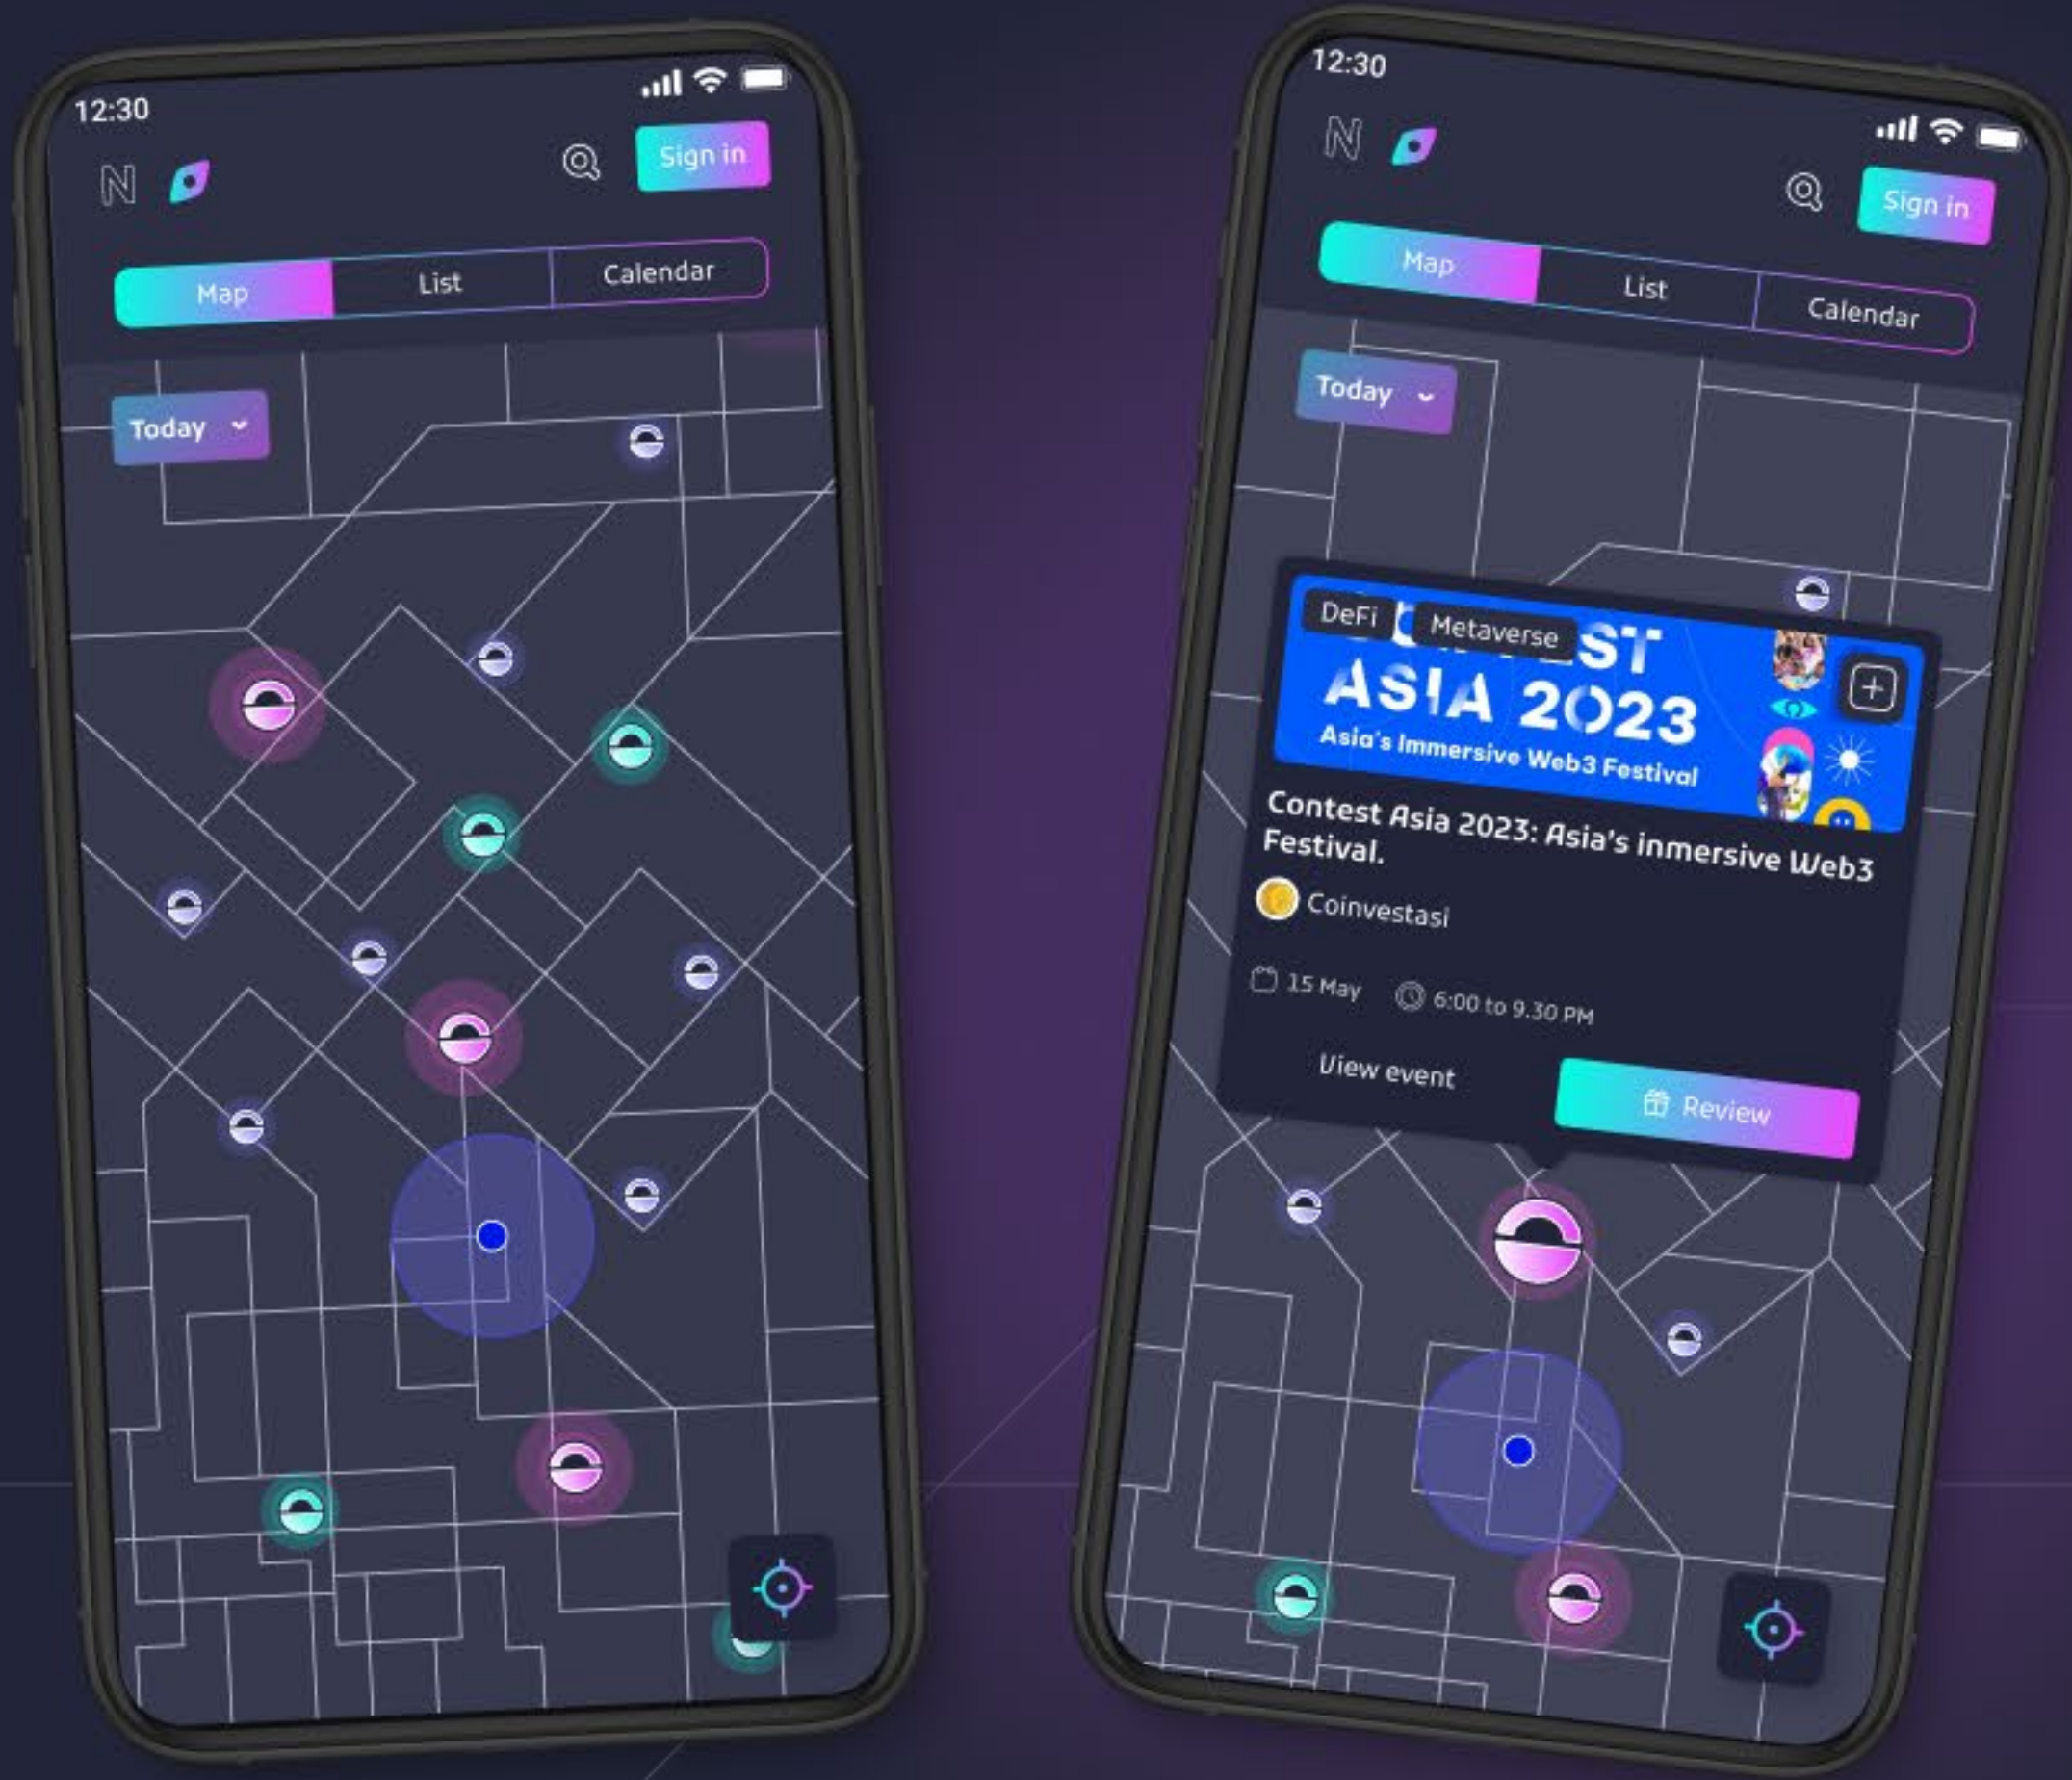 12:30
N
Sign in
Map
List
Calendar
Today
12:30
N
Sign in
Map
List
Calendar
Today
DeFi
Metaverse
ST
ASIA 2023
Asia's Immersive Web3 Festival
Contest Asia 2023: Asia's inmersive Web3
Festival.
Coinvestasi
15 May
6:00 to 9.30 PM
View event
Review